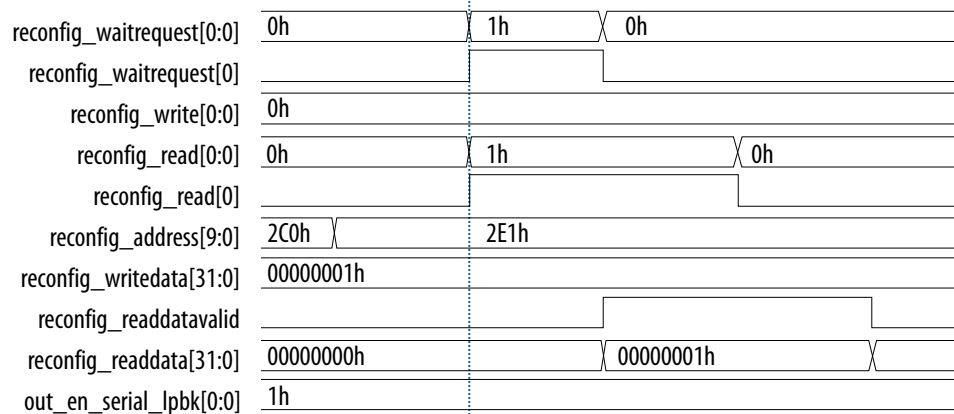 reconfig_waitrequest[0:0] 0h 1h 0h
reconfig_waitrequest[0]
reconfig_write[0:0] 0h
reconfig_read[0:0] 0h 1h 0h
reconfig_read[0]
reconfig_address[9:0] 2C0h 2E1h
reconfig_writedata[31:0] 00000001h
reconfig_readdatavalid
reconfig_readdata[31:0] 00000000h 00000001h
out_en_serial_lpbk[0:0] 1h